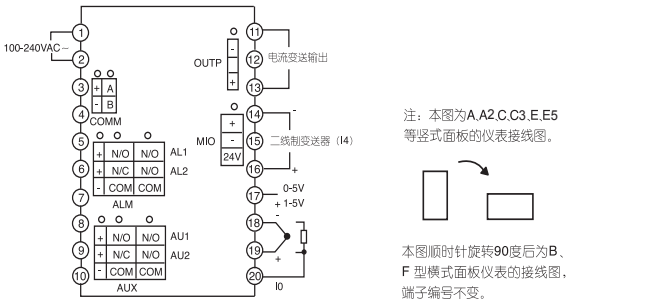 100-240VAC~
1
2
3
4
5
6
7
8
9
10
+ A
- B
COMM
+ N/O N/O AL1
+ N/C N/O AL2
- COM COM
ALM
+ N/O N/O AU1
+ N/C N/O AU2
- COM COM
AUX
OUTP
-
+
MIO
+
-
24V
11
12
13
14
15
16
17
18
19
20
电流变送输出
-
二线制变送器（I4）
+
0-5V
+ 1-5V
-
+
I0
注：本图为A,A2,C,C3,E,E5
等竖式面板的仪表接线图。
本图顺时针旋转90度后为B、
F 型横式面板仪表的接线图，
端子编号不变。